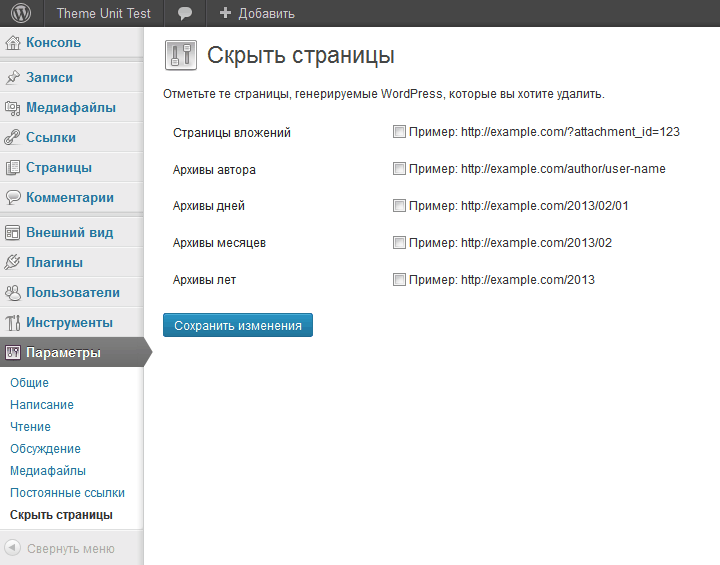 Theme Unit Test
Добавить
Консоль
Записи
Медиафайлы
Ссылки
Страницы
Комментарии
Внешний вид
Плагины
Пользователи
Инструменты
Параметры
Общие
Написание
Чтение
Обсуждение
Медиафайлы
Постоянные ссылки
Скрыть страницы
Свернуть меню
Скрыть страницы
Отметьте те страницы, генерируемые WordPress, которые вы хотите удалить.
Страницы вложений Пример: http://example.com/?attachment_id=123
Архивы автора Пример: http://example.com/author/user-name
Архивы дней Пример: http://example.com/2013/02/01
Архивы месяцев Пример: http://example.com/2013/02
Архивы лет Пример: http://example.com/2013
Сохранить изменения